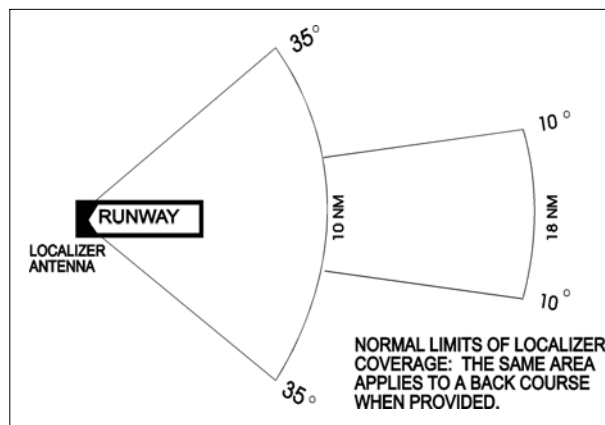 35°
10°
RUNWAY
10 NM
18 NM
LOCALIZER
ANTENNA
10°
35°
NORMAL LIMITS OF LOCALIZER
COVERAGE: THE SAME AREA
APPLIES TO A BACK COURSE
WHEN PROVIDED.